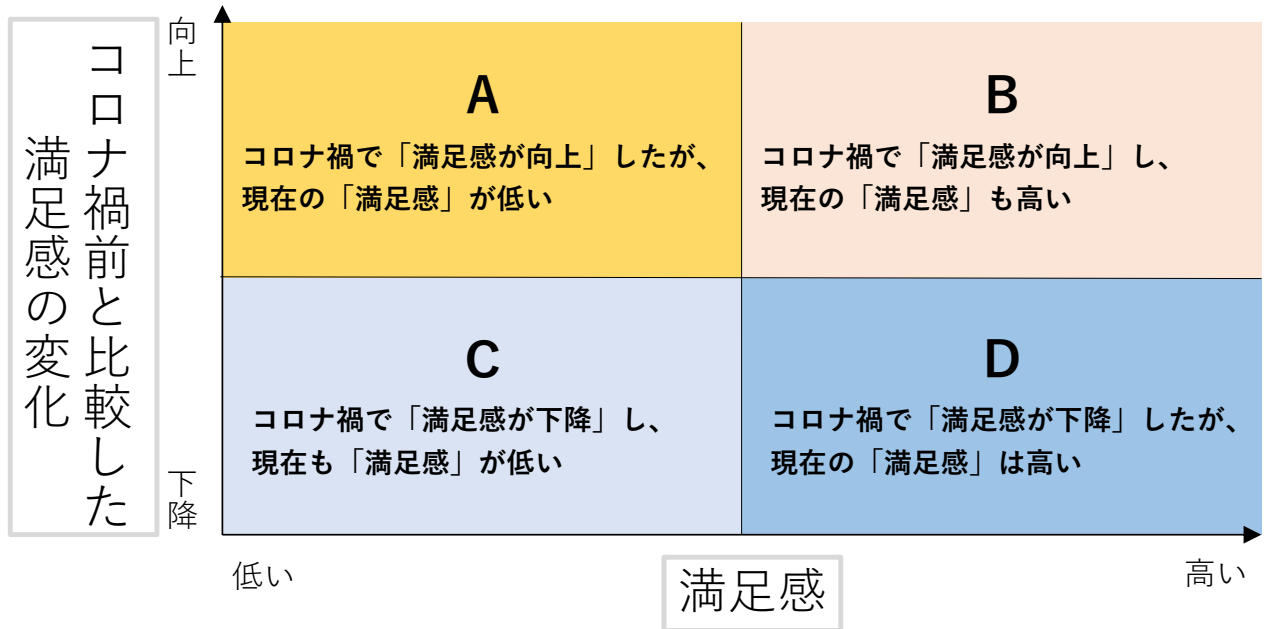 コロナ禍前と比較した
満足感の変化
向上
下降
A
コロナ禍で「満足感が向上」したが、
現在の「満足感」が低い
B
コロナ禍で「満足感が向上」し、
現在の「満足感」も高い
C
コロナ禍で「満足感が下降」し、
現在も「満足感」が低い
D
コロナ禍で「満足感が下降」したが、
現在の「満足感」は高い
低い
満足感
高い